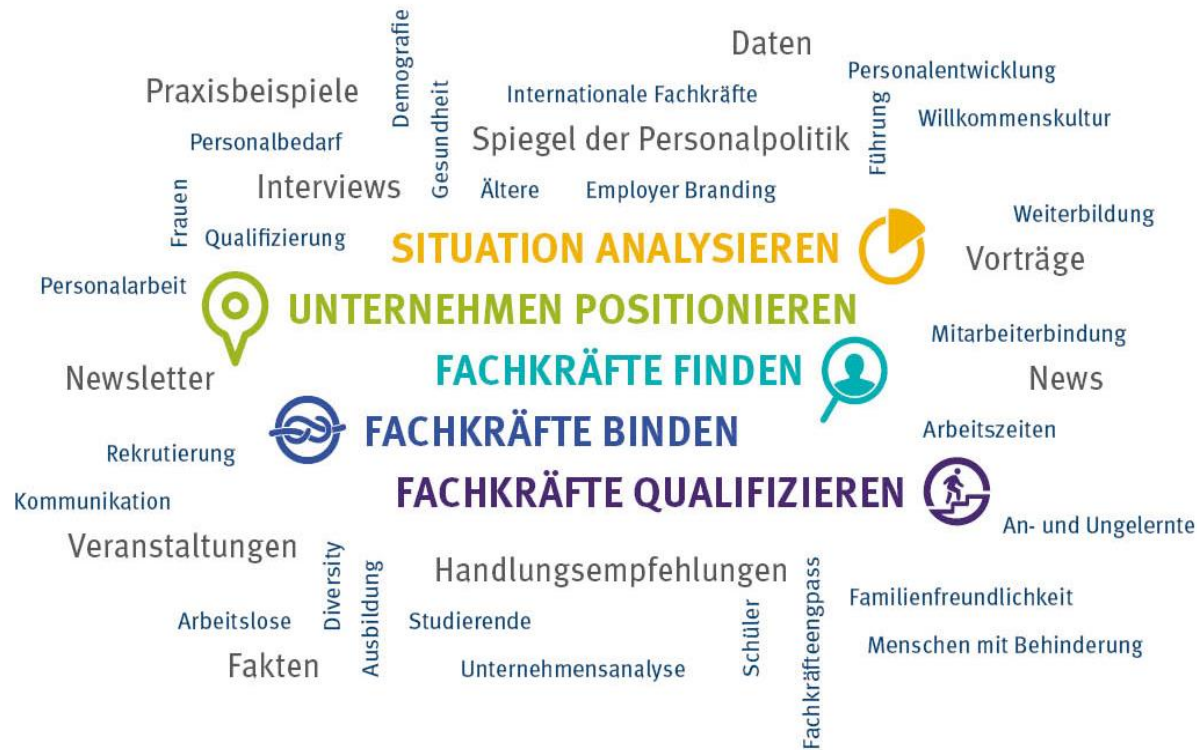 Demografie
Daten
Personalentwicklung
Praxisbeispiele
Gesundheit
Internationale Fachkräfte
Führung
Willkommenskultur
Personalbedarf
Spiegel der Personalpolitik
Frauen
Interviews
Ältere
Employer Branding
Weiterbildung
Qualifizierung
SITUATION ANALYSIEREN
Vorträge
Personalarbeit
UNTERNEHMEN POSITIONIEREN
Mitarbeiterbindung
Newsletter
FACHKRÄFTE FINDEN
News
FACHKRÄFTE BINDEN
Arbeitszeiten
Rekrutierung
Kommunikation
FACHKRÄFTE QUALIFIZIEREN
An- und Ungelernte
Veranstaltungen
Diversity
Ausbildung
Handlungsempfehlungen
Schüler
Fachkräfteengpass
Familienfreundlichkeit
Arbeitslose
Studierende
Menschen mit Behinderung
Fakten
Unternehmensanalyse